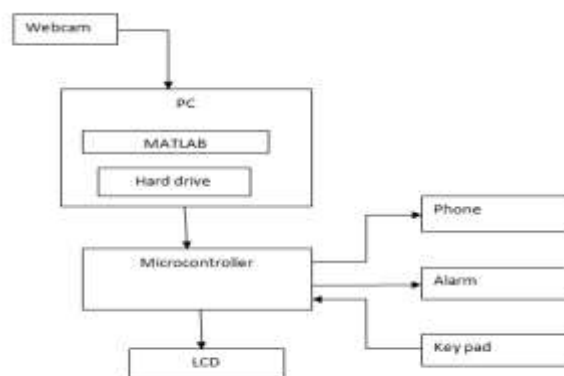 Webcam
PC
MATLAB
Hard drive
Phone
Microcontroller
Alarm
Key pad
LCD